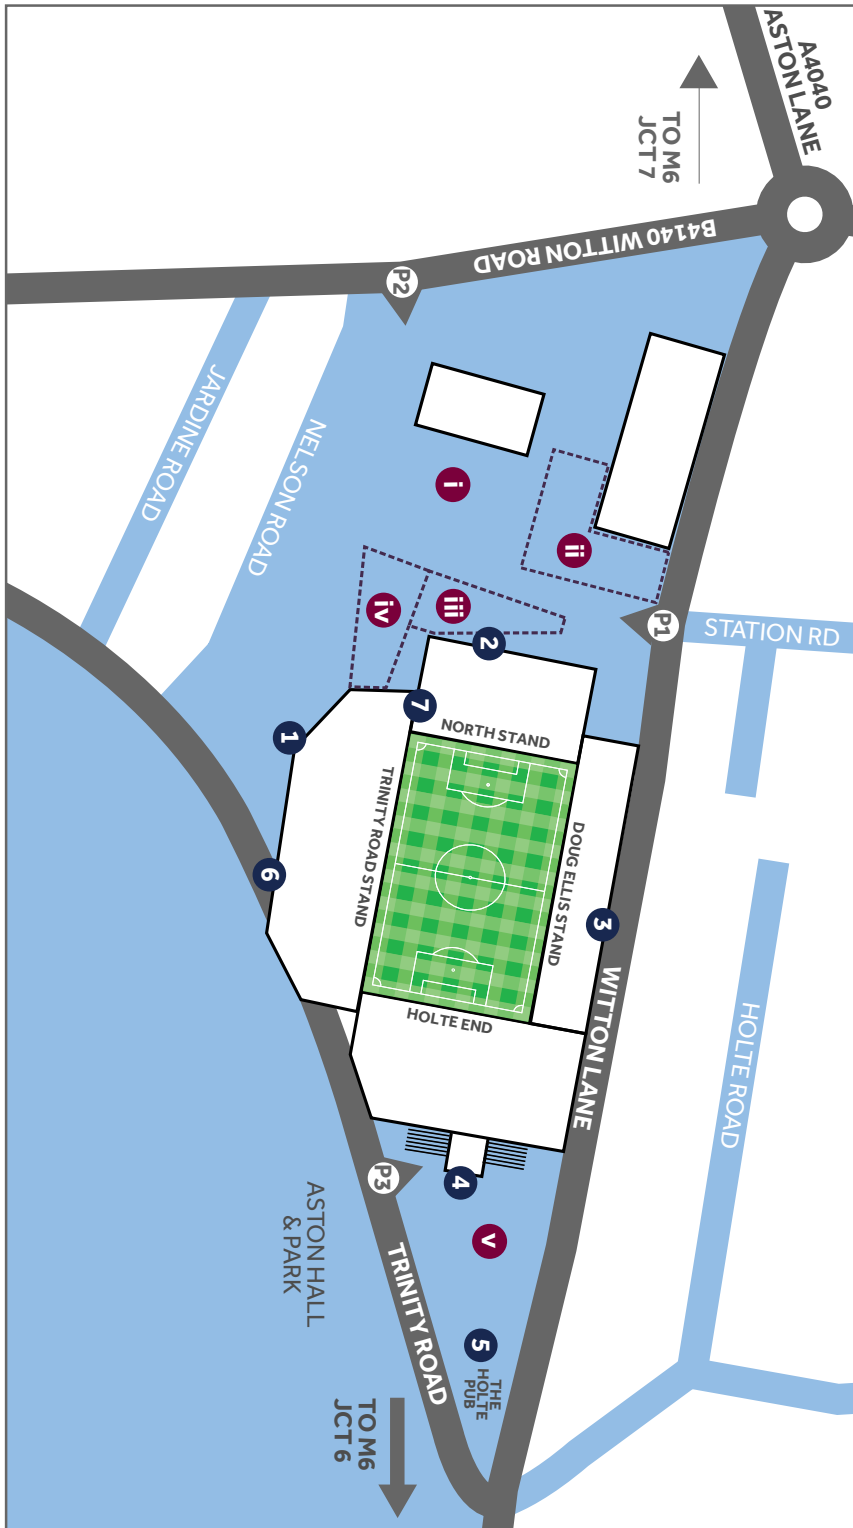 A4040
ASTON LANE
TO M6
JCT 7
B4140 WITTON ROAD
P2
JARDINE ROAD
NELSON ROAD
i
ii
iii
iv
P1
STATION RD
2
7
1
6
3
NORTH STAND
TRINITY ROAD STAND
DOUG ELLIS STAND
HOLTE END
WITTON LANE
HOLTE ROAD
P3
4
v
ASTON HALL
& PARK
TRINITY ROAD
5
THE
HOLTE
PUB
TO M6
JCT 6